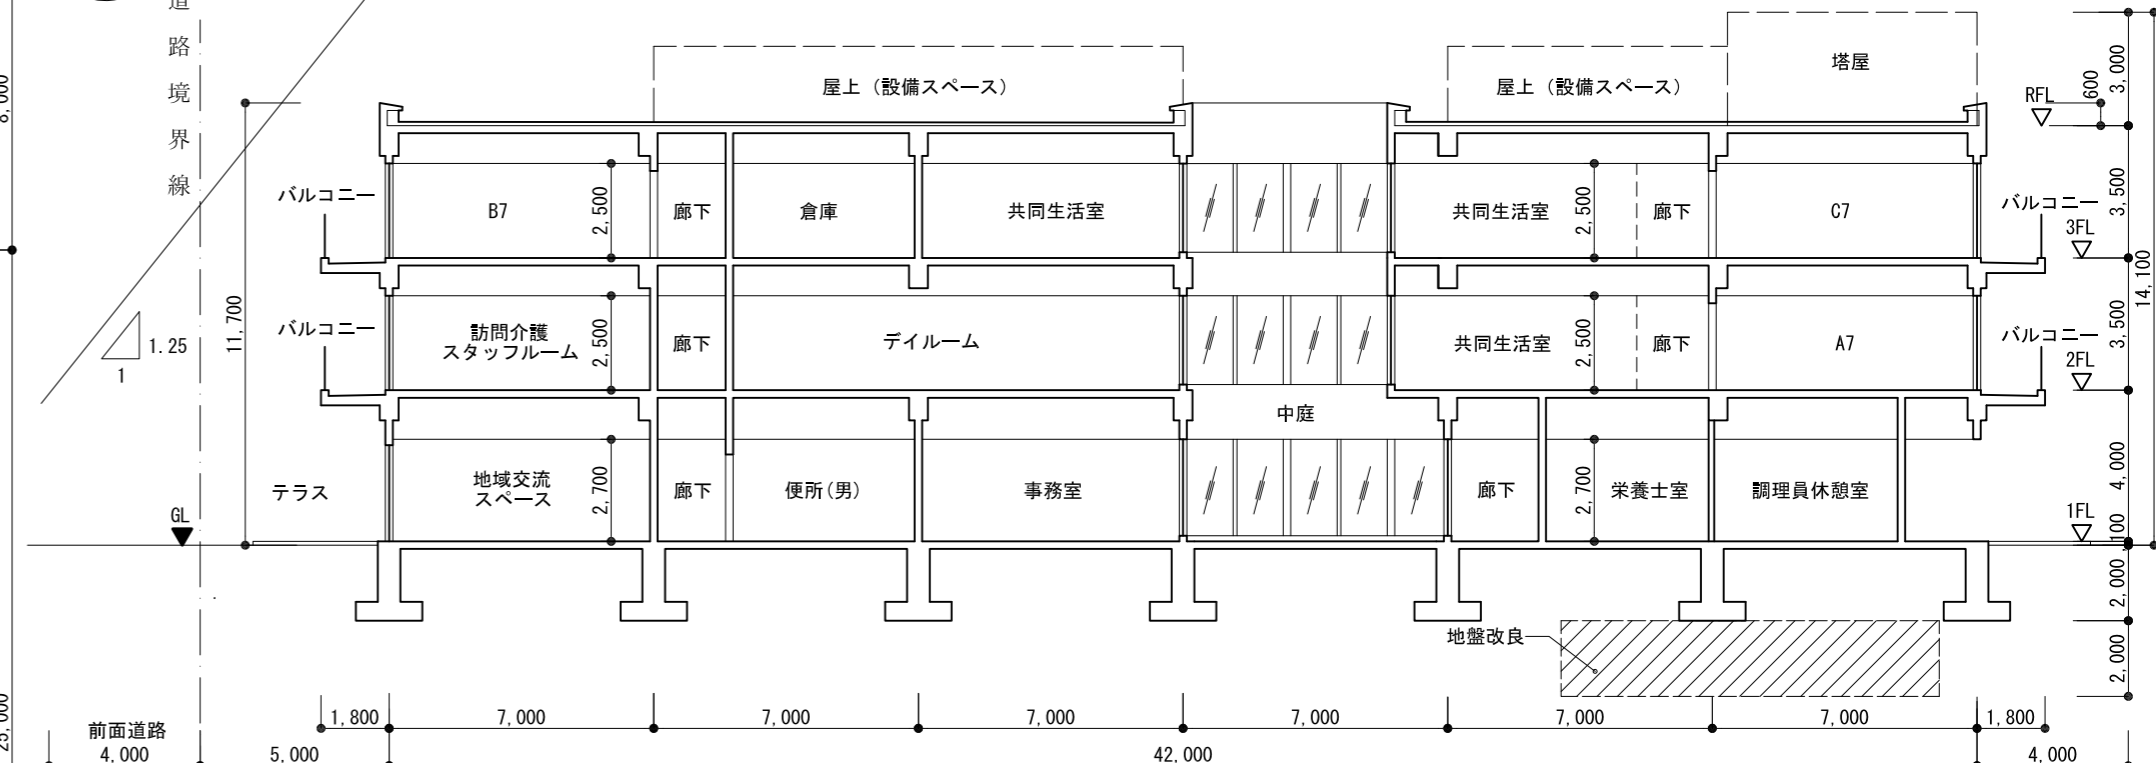 道路境界線
8,000
屋上（設備スペース）
屋上（設備スペース）
塔屋
600
3,000
RFL
バルコニー
B7
2,500
廊下
倉庫
共同生活室
共同生活室
2,500
廊下
C7
バルコニー
3,500
3FL
11,700
14,100
1.25
1
バルコニー
訪問介護
スタッフルーム
2,500
廊下
デイルーム
共同生活室
2,500
廊下
A7
バルコニー
3,500
2FL
中庭
テラス
地域交流
スペース
2,700
廊下
便所(男)
事務室
廊下
2,700
栄養士室
調理員休憩室
4,000
GL
1FL
100
2,000
地盤改良
2,000
25,000
前面道路
1,800
7,000
7,000
7,000
7,000
7,000
7,000
1,800
4,000
5,000
42,000
4,000